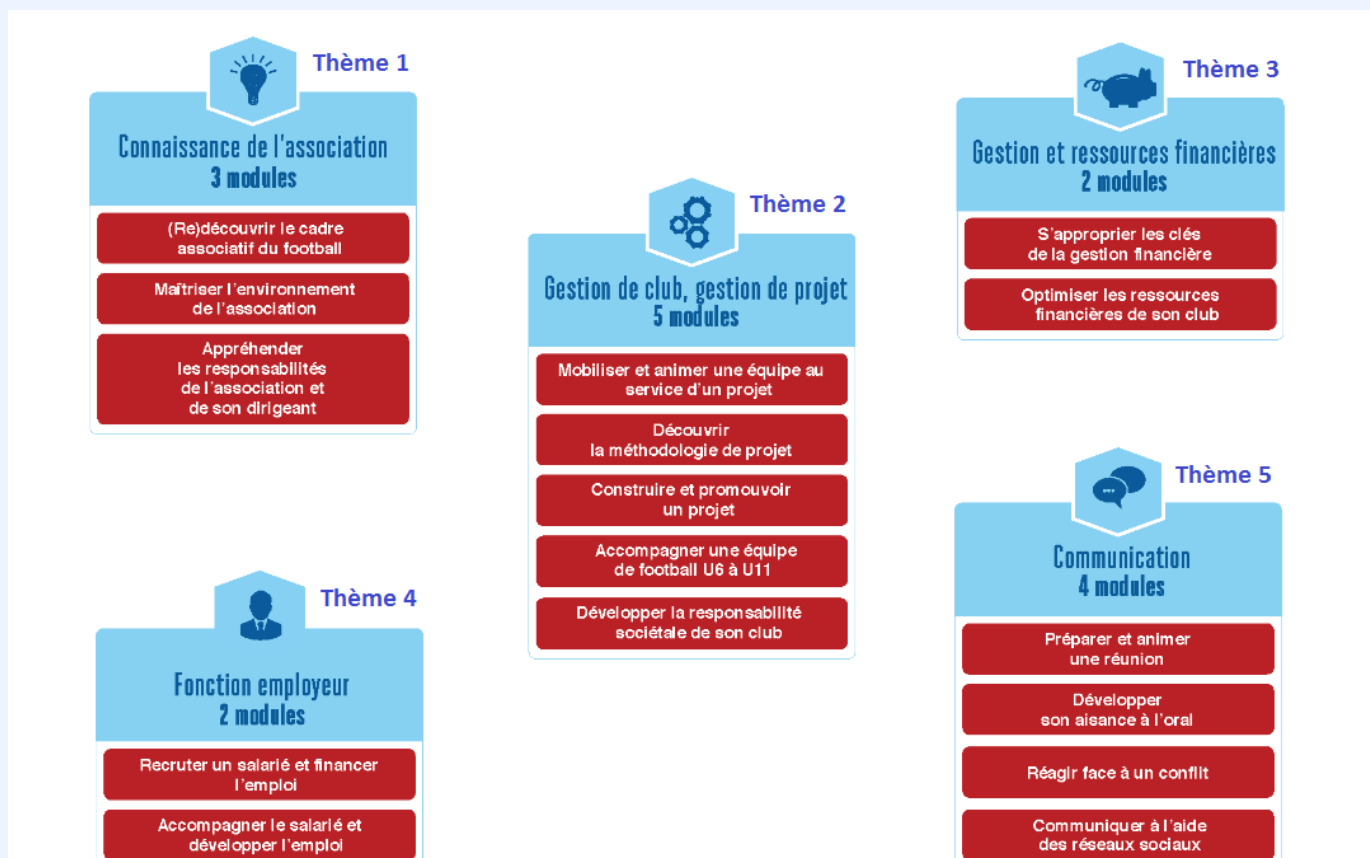 Thème 1
Connaissance de l'association
3 modules
(Re)découvrir le cadre
associatif du football
Maîtriser l'environnement
de l'association
Appréhender
les responsabilités
de l'association et
de son dirigeant
Thème 2
Gestion de club, gestion de projet
5 modules
Mobiliser et animer une équipe au
service d'un projet
Découvrir
la méthodologie de projet
Construire et promouvoir
un projet
Accompagner une équipe
de football U6 à U11
Développer la responsabilité
sociétale de son club
Thème 3
Gestion et ressources financières
2 modules
S'approprier les clés
de la gestion financière
Optimiser les ressources
financières de son club
Thème 4
Fonction employeur
2 modules
Recruter un salarié et financer
l'emploi
Accompagner le salarié et
développer l'emploi
Thème 5
Communication
4 modules
Préparer et animer
une réunion
Développer
son aisance à l'oral
Réagir face à un conflit
Communiquer à l'aide
des réseaux sociaux